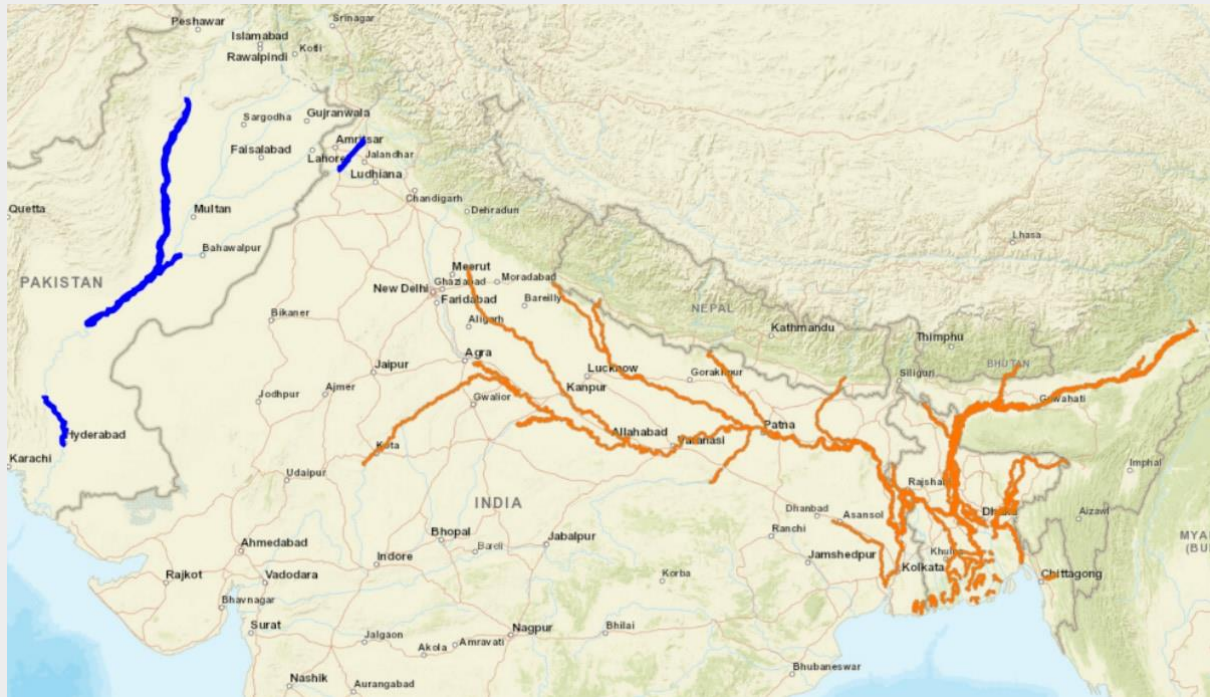 Peshawar
Srinagar
Islamabad
Rawalpindi
Kotli
Sargodha
Gujranwala
Amritsar
Faisalabad
Lahore
Jalandhar
Ludhiana
Chandigarh
Quetta
Multan
Dehradun
Lhasa
Bahawalpur
PAKISTAN
Meerut
Moradabad
New Delhi
Ghaziabad
Faridabad
Bareilly
NEPAL
Bikaner
Aligarh
Kathmandu
Thimphu
Agra
BHUTAN
Jaipur
Lucknow
Gorakhpur
Siliguri
Ajmer
Kanpur
Jodhpur
Gwalior
Gowahati
Hyderabad
Allahabad
Patna
Kota
Varanasi
Karachi
Imphal
Udaipur
Rajshahi
INDIA
Dhanbad
Asansol
Dhaka
Aizawl
Bhopal
Ranchi
MYA
(BU
Ahmedabad
Indore
Bareli
Jabalpur
Jamshedpur
Kolkata
Khulna
Rajkot
Vadodara
Korba
Chittagong
Bhavnagar
Surat
Jalgaon
Akola
Amravati
Nagpur
Bhilai
Bhubaneswar
Nashik
Aurangabad